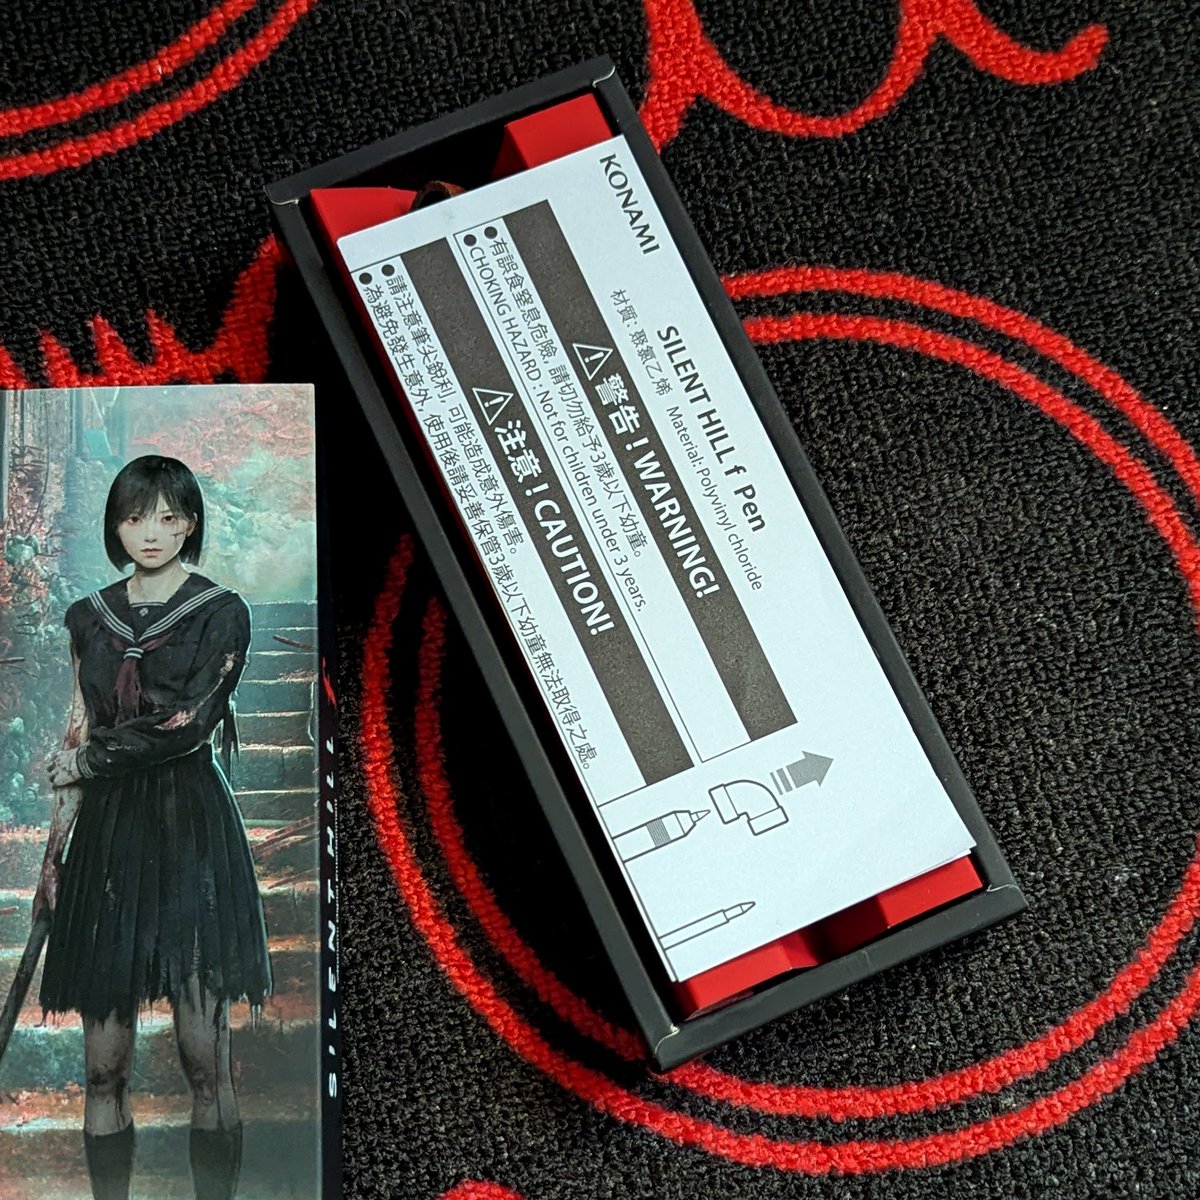 KONAMI
SILENT HILL f Pen
材質：聚氯乙烯 Material: Polyvinyl chloride
⚠警告！WARNING!
●有誤食窒息危險，請切勿給予3歲以下幼童。
●CHOKING HAZARD : Not for children under 3 years.
⚠注意！CAUTION!
●請注意筆尖銳利，可能造成意外傷害。
●為避免發生意外，使用後請妥善保管3歲以下幼童無法取得之處。
SILENT HILL f